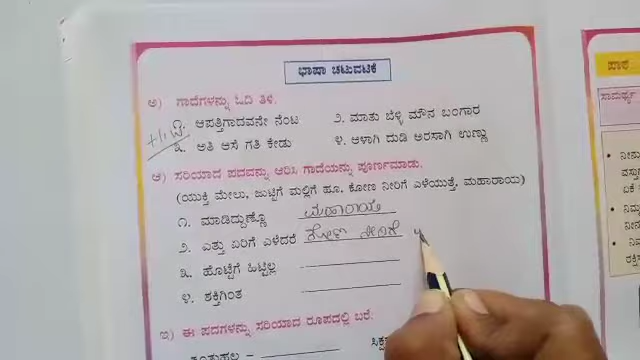 ಭಾಷಾ ಚಟುವಟಿಕೆ
ಅ) ಗಾದೆಗಳನ್ನು ಓದಿ ತಿಳಿ.
೧. ಆಪತ್ತಿಗಾದವನೇ ನೆಂಟ ೨. ಮಾತು ಬೆಳ್ಳಿ ಮೌನ ಬಂಗಾರ
೩. ಅತಿ ಆಸೆ ಗತಿ ಕೇಡು ೪. ಆಳಾಗಿ ದುಡಿ ಅರಸಾಗಿ ಉಣ್ಣು
ಆ) ಸರಿಯಾದ ಪದವನ್ನು ಆರಿಸಿ ಗಾದೆಯನ್ನು ಪೂರ್ಣಮಾಡು.
(ಯುಕ್ತಿ ಮೇಲು, ಜುಟ್ಟಿಗೆ ಮಲ್ಲಿಗೆ ಹೂ, ಕೋಣ ನೀರಿಗೆ ಎಳೆಯುತ್ತೆ, ಮಹಾರಾಯ)
೧. ಮಾಡಿದ್ದುಣ್ಣೊ ಮಹಾರಾಯ
೨. ಎತ್ತು ಏರಿಗೆ ಎಳೆದರೆ ಕೋಣ ನೀರಿಗೆ
೩. ಹೊಟ್ಟೆಗೆ ಹಿಟ್ಟಿಲ್ಲ
೪. ಶಕ್ತಿಗಿಂತ
ಇ) ಈ ಪದಗಳನ್ನು ಸರಿಯಾದ ರೂಪದಲ್ಲಿ ಬರೆ.
ಪಾಠ
ಸಾಮರ್ಥ್ಯ